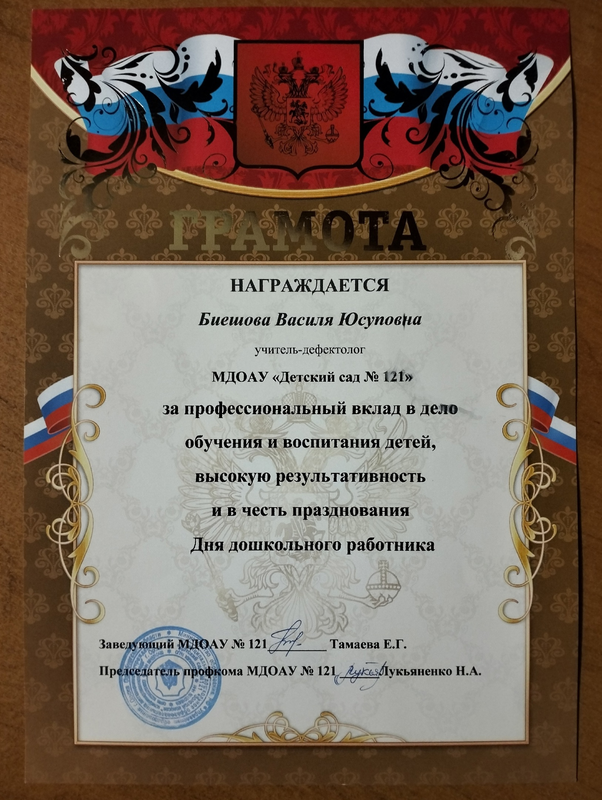 ГРАМОТА
НАГРАЖДАЕТСЯ
Биешова Василя Юсуповна
учитель-дефектолог
МДОАУ «Детский сад № 121»
за профессиональный вклад в дело
обучения и воспитания детей,
высокую результативность
и в честь празднования
Дня дошкольного работника
Заведующий МДОАУ № 121 Тамаева Е.Г.
Председатель профкома МДОАУ № 121 Лукьяненко Н.А.